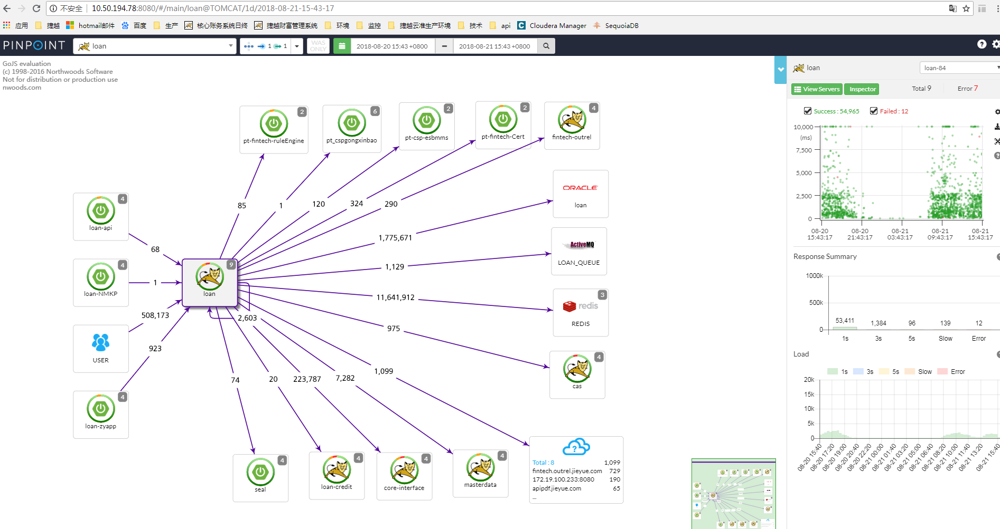 不安全 10.50.194.78:8080/#/main/loan@TOMCAT/1d/2018-08-21-15-43-17
应用 捷越 hotmail邮件 百度 生产 核心账务系统日终 捷越财富管理系统 环境 监控 捷越云准生产环境 技术 api Cloudera Manager SequoiaDB
PINPOINT loan 1 1 WAS ONLY 2018-08-20 15:43 +0800 2018-08-21 15:43 +0800
GoJS evaluation
(c) 1998-2016 Northwoods Software
Not for distribution or production use
nwoods.com
2
pt-fintech-ruleEngine
6
pt_cspgongxinbao
2
pt-csp-esbmms
2
pt-fintech-Cert
4
fintech-outrel
ORACLE
loan
ActiveMQ
LOAN_QUEUE
3
redis
REDIS
4
cas
4
loan-api
4
loan-NMKP
USER
4
loan-zyapp
9
loan
85
1
120
324
290
1,775,671
1,129
11,641,912
975
68
1
508,173
923
2,603
74
20
223,787
7,282
1,099
4
seal
4
loan-credit
4
core-interface
4
masterdata
Total : 8 1,099
fintech.outrel.jieyue.com 729
172.19.100.233:8080 190
apipdf.jieyue.com 65
...
loan loan-84
View Servers Inspector Total 9 Error 7
Success : 54,965 Failed : 12
10,000
(ms)
7,500
5,000
2,500
0
08-20 08-20 08-21 08-21 08-21
15:43:17 21:43:17 03:43:17 09:43:17 15:43:17
Response Summary
1000k
500k
0
53,411 1,384 96 139 12
1s 3s 5s Slow Error
Load
1s 3s 5s Slow Error
20k
15k
10k
5k
0
08-20 15:40 08-20 17:20 08-20 19:00 08-20 20:40 08-20 22:20 08-21 00:00 08-21 01:40 08-21 03:20 08-21 05:00 08-21 06:40 08-21 08:20 08-21 10:00 08-21 11:40 08-21 13:20 08-21 15:40